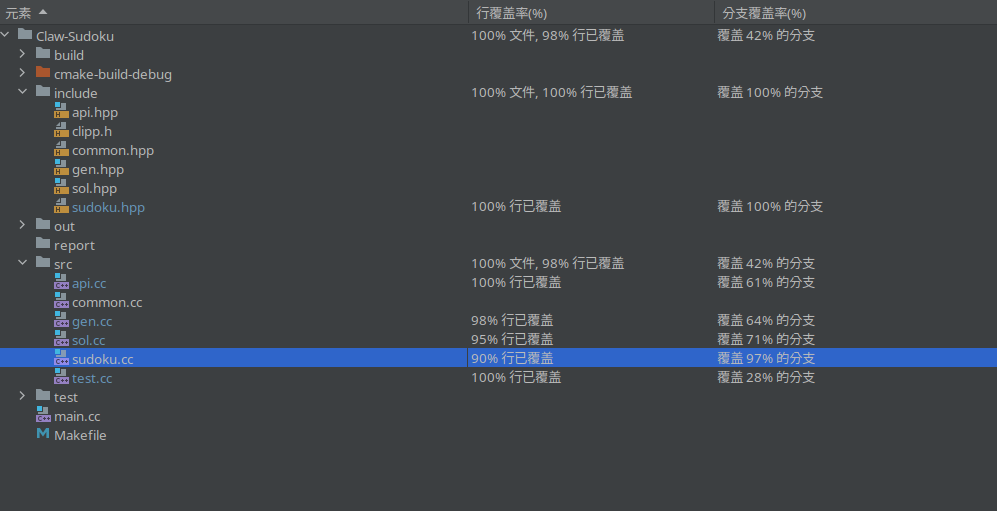 元素 行覆盖率(%) 分支覆盖率(%)
Claw-Sudoku 100% 文件, 98% 行已覆盖 覆盖 42% 的分支
build
cmake-build-debug
include 100% 文件, 100% 行已覆盖 覆盖 100% 的分支
api.hpp
clipp.h
common.hpp
gen.hpp
sol.hpp
sudoku.hpp 100% 行已覆盖 覆盖 100% 的分支
out
report
src 100% 文件, 98% 行已覆盖 覆盖 42% 的分支
api.cc 100% 行已覆盖 覆盖 61% 的分支
common.cc
gen.cc 98% 行已覆盖 覆盖 64% 的分支
sol.cc 95% 行已覆盖 覆盖 71% 的分支
sudoku.cc 90% 行已覆盖 覆盖 97% 的分支
test.cc 100% 行已覆盖 覆盖 28% 的分支
test
main.cc
Makefile